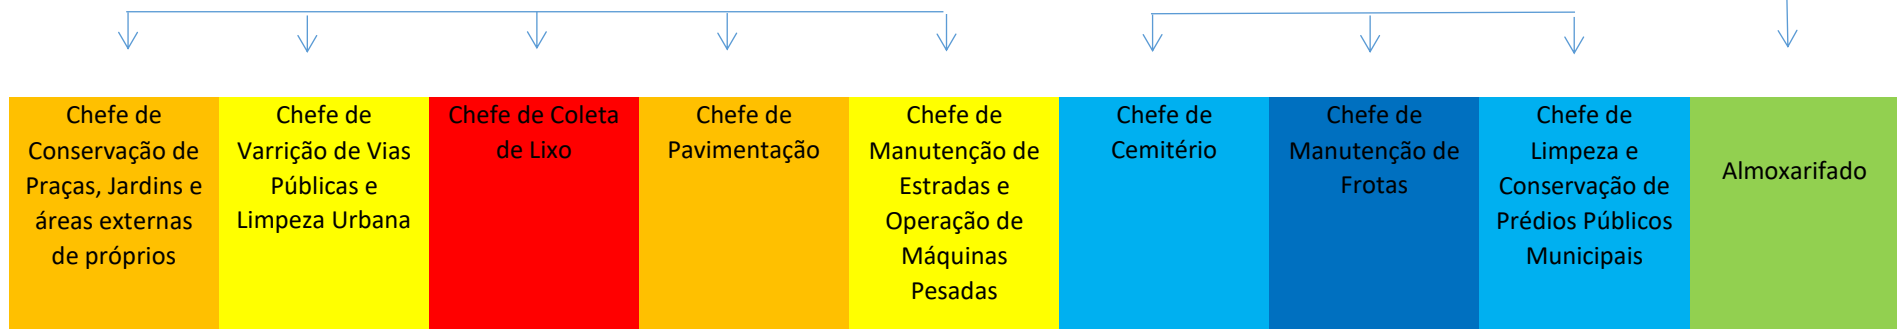 Chefe de
Conservação de
Praças, Jardins e
áreas externas
de próprios
Chefe de
Varrição de Vias
Públicas e
Limpeza Urbana
Chefe de Coleta
de Lixo
Chefe de
Pavimentação
Chefe de
Manutenção de
Estradas e
Operação de
Máquinas
Pesadas
Chefe de
Cemitério
Chefe de
Manutenção de
Frotas
Chefe de
Limpeza e
Conservação de
Prédios Públicos
Municipais
Almoxarifado